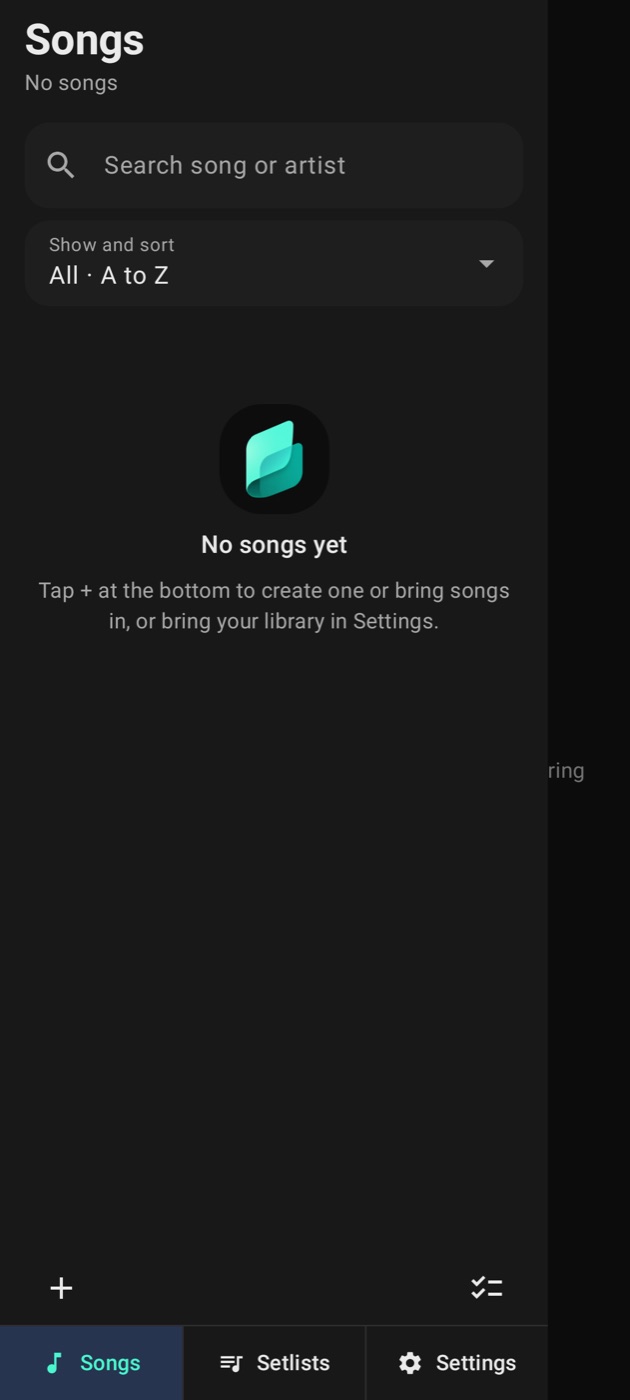 Songs
No songs
Search song or artist
Show and sort
All · A to Z
No songs yet
Tap + at the bottom to create one or bring songs
in, or bring your library in Settings.
ring
Songs
Setlists
Settings